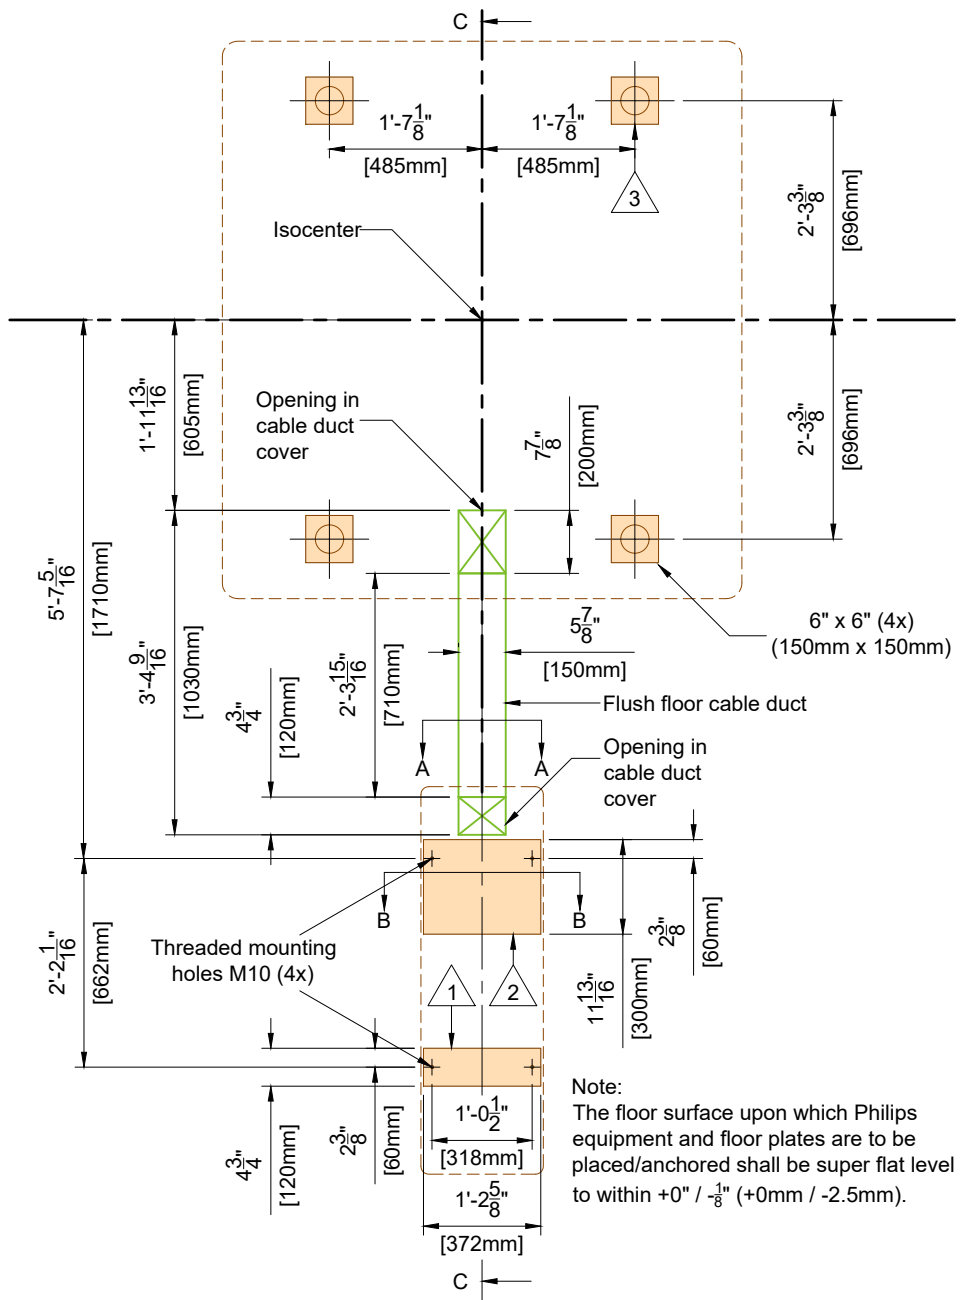 C
1'-7 1/8"
[485mm]
1'-7 1/8"
[485mm]
3
2'-3 3/8"
[696mm]
Isocenter
1'-11 13/16"
[605mm]
Opening in
cable duct
cover
7 7/8"
[200mm]
2'-3 3/8"
[696mm]
5'-7 5/16"
[1710mm]
3'-4 9/16"
[1030mm]
2'-3 15/16"
[710mm]
5 7/8"
[150mm]
6" x 6" (4x)
(150mm x 150mm)
4 3/4"
[120mm]
Flush floor cable duct
A
A
Opening in
cable duct
cover
B
B
2 3/8"
[60mm]
Threaded mounting
holes M10 (4x)
2'-2 1/16"
[662mm]
1
2
11 13/16"
[300mm]
4 3/4"
[120mm]
2 3/8"
[60mm]
1'-0 1/2"
[318mm]
1'-2 5/8"
[372mm]
Note:
The floor surface upon which Philips
equipment and floor plates are to be
placed/anchored shall be super flat level
to within +0" / -1/8" (+0mm / -2.5mm).
C